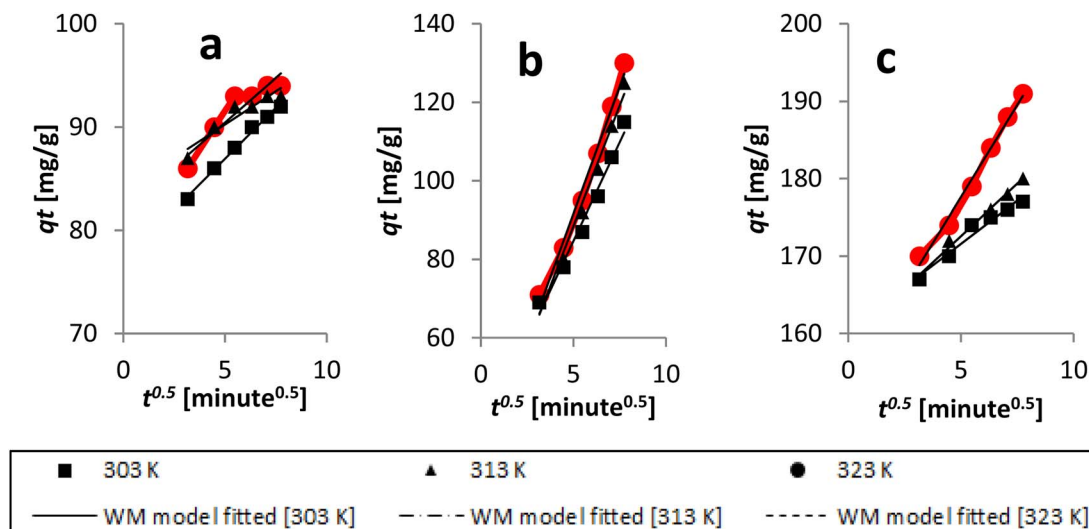 a
100
90
80
70
0
5
10
qt [mg/g]
t^0.5 [minute^0.5]
b
140
120
100
80
60
0
5
10
qt [mg/g]
t^0.5 [minute^0.5]
c
200
190
180
170
160
0
5
10
qt [mg/g]
t^0.5 [minute^0.5]
303 K
313 K
323 K
WM model fitted [303 K]
WM model fitted [313 K]
WM model fitted [323 K]